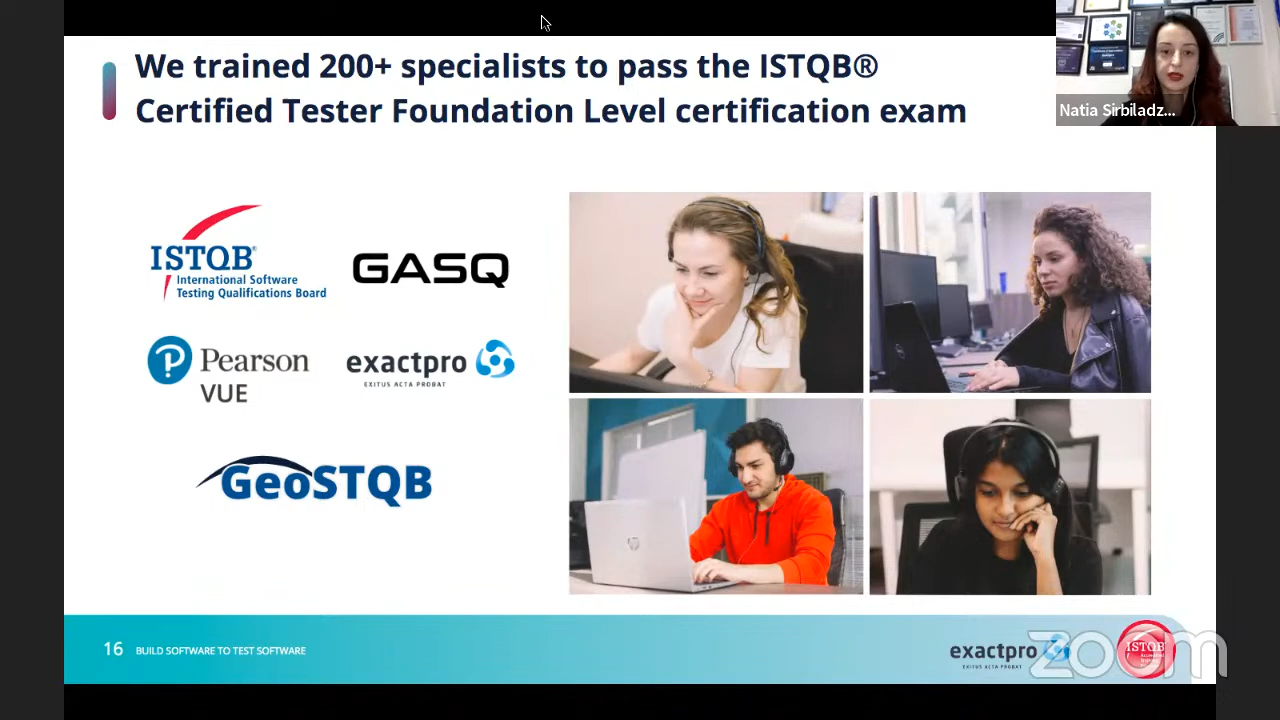 We trained 200+ specialists to pass the ISTQB®
Certified Tester Foundation Level certification exam
Natia Sirbiladz...
ISTQB®
International Software
Testing Qualifications Board
GASQ
Pearson
VUE
exactpro
EXITUS ACTA PROBAT
GeoSTQB
16 BUILD SOFTWARE TO TEST SOFTWARE
exactpro
EXITUS ACTA PROBAT
ISTQB
zoom